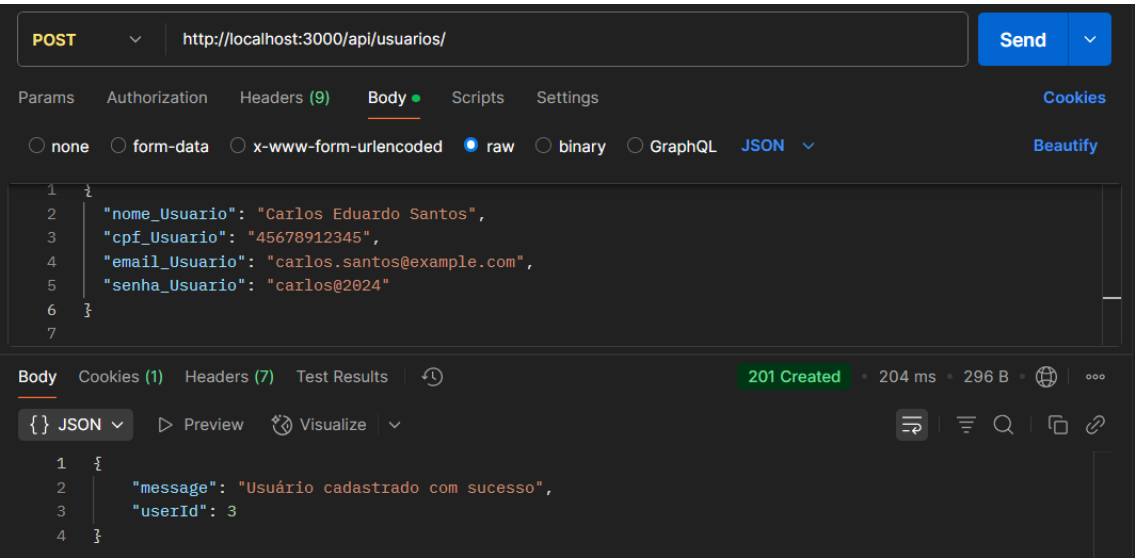 POST http://localhost:3000/api/usuarios/ Send
Params Authorization Headers (9) Body Scripts Settings Cookies
none form-data x-www-form-urlencoded raw binary GraphQL JSON Beautify
1 {
2 "nome_Usuario": "Carlos Eduardo Santos",
3 "cpf_Usuario": "45678912345",
4 "email_Usuario": "carlos.santos@example.com",
5 "senha_Usuario": "carlos@2024"
6 }
7
Body Cookies (1) Headers (7) Test Results 201 Created 204 ms 296 B
{} JSON Preview Visualize
1 {
2 "message": "Usuário cadastrado com sucesso",
3 "userId": 3
4 }